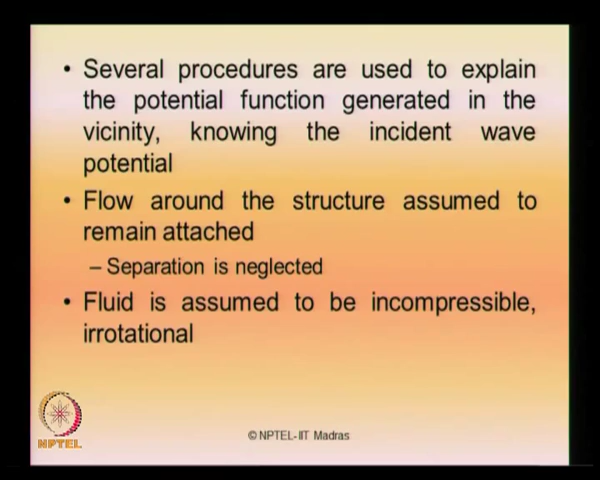 • Several procedures are used to explain
the potential function generated in the
vicinity, knowing the incident wave
potential
• Flow around the structure assumed to
remain attached
– Separation is neglected
• Fluid is assumed to be incompressible,
irrotational
NPTEL
© NPTEL- IIT Madras